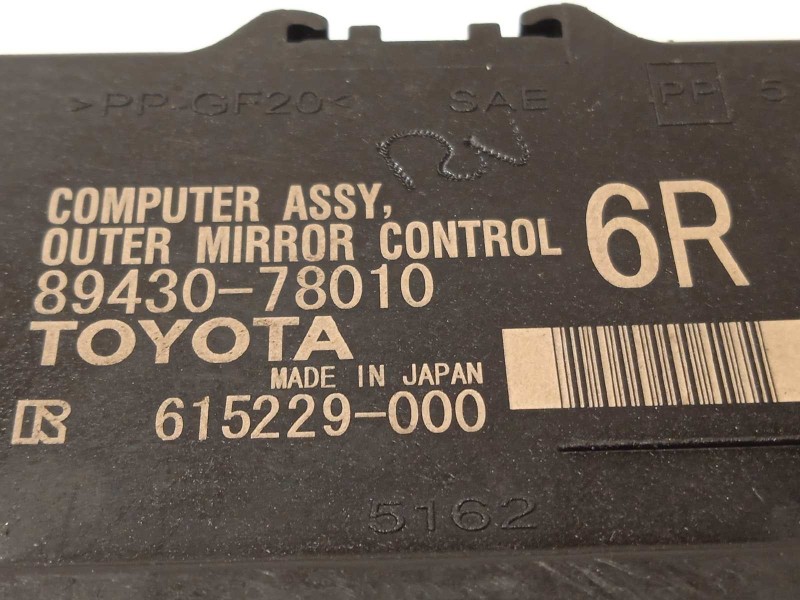 >PP-GF20< SAE PP 5
COMPUTER ASSY,
OUTER MIRROR CONTROL 6R
89430-78010
TOYOTA
MADE IN JAPAN
R 615229-000
5162